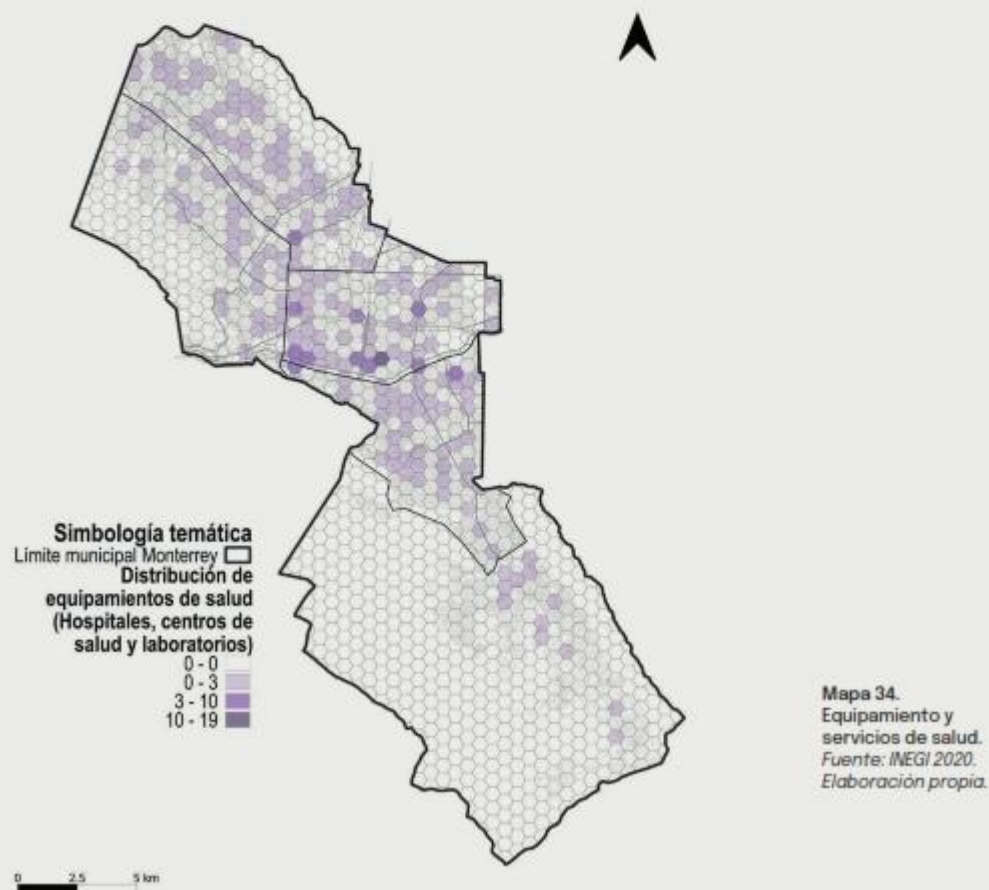 Simbología temática
Límite municipal Monterrey
Distribución de
equipamientos de salud
(Hospitales, centros de
salud y laboratorios)
0 - 0
0 - 3
3 - 10
10 - 19
Mapa 34.
Equipamiento y
servicios de salud.
Fuente: INEGI 2020.
Elaboración propia.
0 2.5 5 km